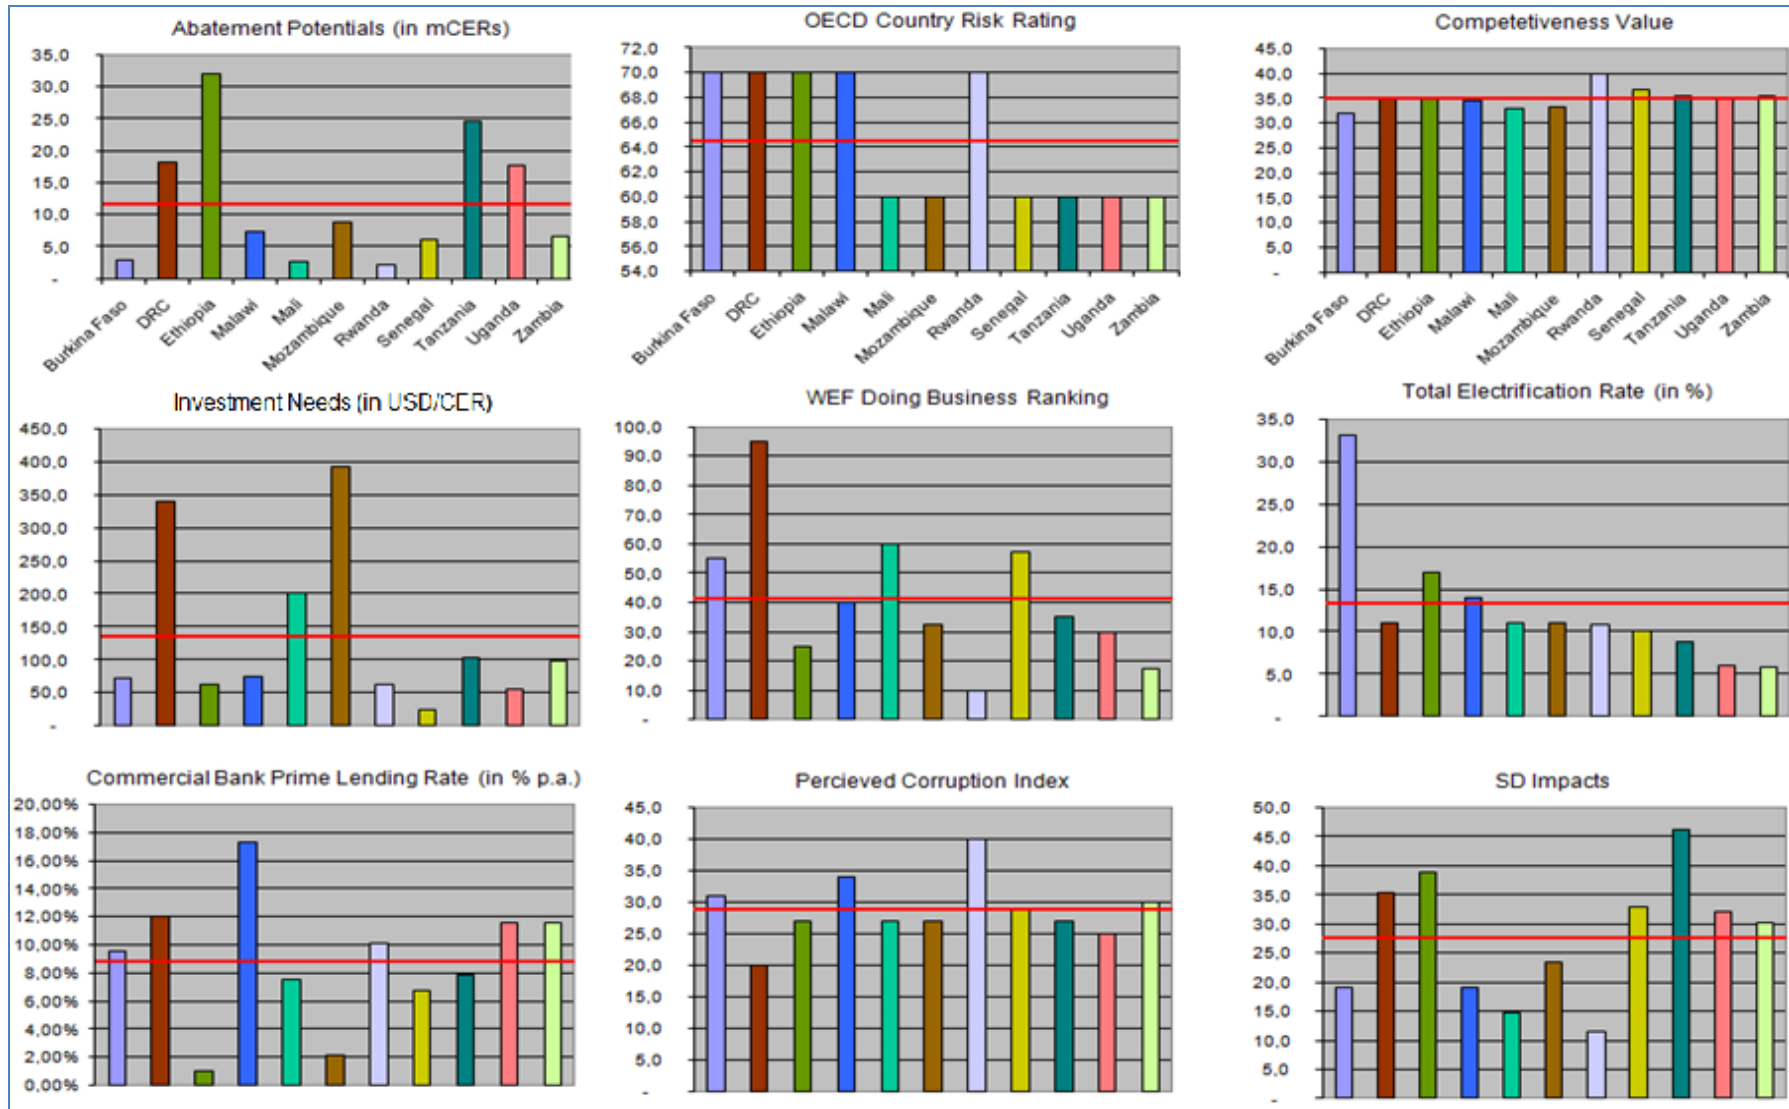 Abatement Potentials (in mCERs)
35,0
30,0
25,0
20,0
15,0
10,0
5,0
-
Burkina Faso
DRC
Ethiopia
Malawi
Mali
Mozambique
Rwanda
Senegal
Tanzania
Uganda
Zambia
OECD Country Risk Rating
72,0
70,0
68,0
66,0
64,0
62,0
60,0
58,0
56,0
54,0
Burkina Faso
DRC
Ethiopia
Malawi
Mali
Mozambique
Rwanda
Senegal
Tanzania
Uganda
Zambia
Competetiveness Value
45,0
40,0
35,0
30,0
25,0
20,0
15,0
10,0
5,0
-
Burkina Faso
DRC
Ethiopia
Malawi
Mali
Mozambique
Rwanda
Senegal
Tanzania
Uganda
Zambia
Investment Needs (in USD/CER)
450,0
400,0
350,0
300,0
250,0
200,0
150,0
100,0
50,0
-
WEF Doing Business Ranking
100,0
90,0
80,0
70,0
60,0
50,0
40,0
30,0
20,0
10,0
-
Total Electrification Rate (in %)
35,0
30,0
25,0
20,0
15,0
10,0
5,0
-
Commercial Bank Prime Lending Rate (in % p.a.)
20,00%
18,00%
16,00%
14,00%
12,00%
10,00%
8,00%
6,00%
4,00%
2,00%
0,00%
Percieved Corruption Index
45,0
40,0
35,0
30,0
25,0
20,0
15,0
10,0
5,0
-
SD Impacts
50,0
45,0
40,0
35,0
30,0
25,0
20,0
15,0
10,0
5,0
-